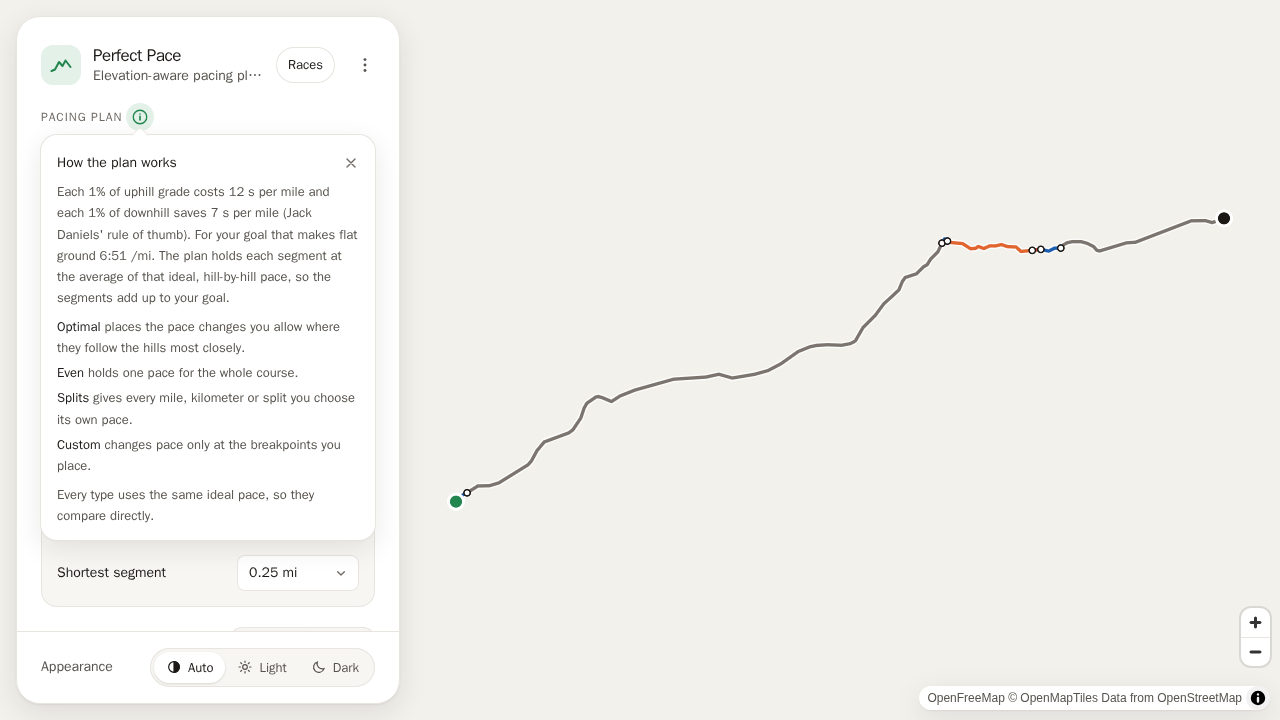 Perfect Pace
Elevation-aware pacing pl…
Races
PACING PLAN
How the plan works
Each 1% of uphill grade costs 12 s per mile and
each 1% of downhill saves 7 s per mile (Jack
Daniels' rule of thumb). For your goal that makes flat
ground 6:51 /mi. The plan holds each segment at
the average of that ideal, hill-by-hill pace, so the
segments add up to your goal.
Optimal places the pace changes you allow where
they follow the hills most closely.
Even holds one pace for the whole course.
Splits gives every mile, kilometer or split you choose
its own pace.
Custom changes pace only at the breakpoints you
place.
Every type uses the same ideal pace, so they
compare directly.
Shortest segment
0.25 mi
Appearance
Auto
Light
Dark
OpenFreeMap © OpenMapTiles Data from OpenStreetMap